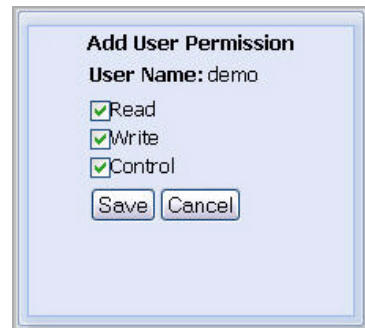 Add User Permission
User Name: demo
Read
Write
Control
Save Cancel